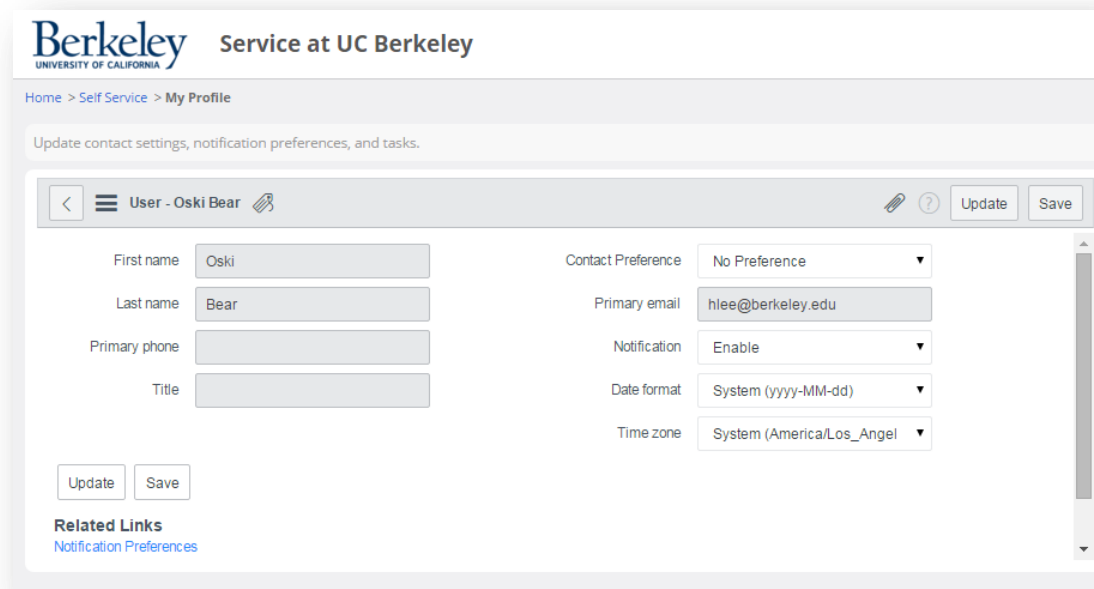 Berkeley
UNIVERSITY OF CALIFORNIA
Service at UC Berkeley
Home > Self Service > My Profile
Update contact settings, notification preferences, and tasks.
< User - Oski Bear ? Update Save
First name Oski
Last name Bear
Primary phone
Title
Contact Preference No Preference
Primary email hlee@berkeley.edu
Notification Enable
Date format System (yyyy-MM-dd)
Time zone System (America/Los_Angel
Update Save
Related Links
Notification Preferences